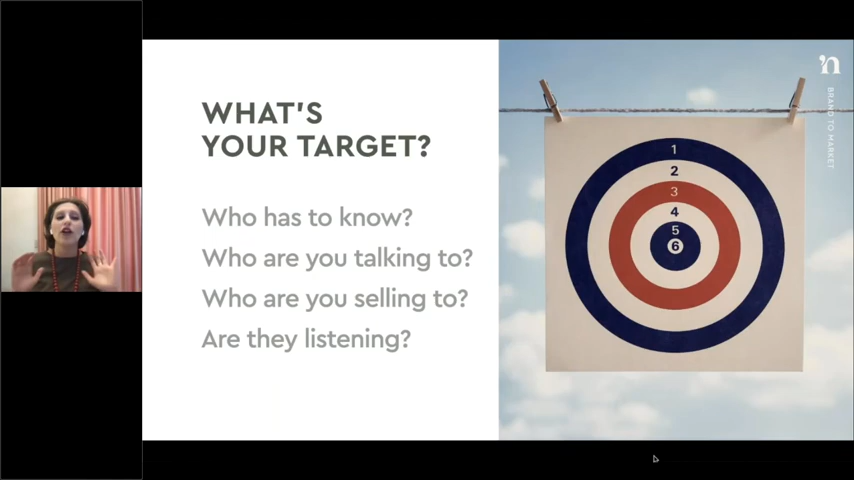 WHAT'S
YOUR TARGET?
Who has to know?
Who are you talking to?
Who are you selling to?
Are they listening?
1
2
3
4
5
6
'n
BRAND TO MARKET